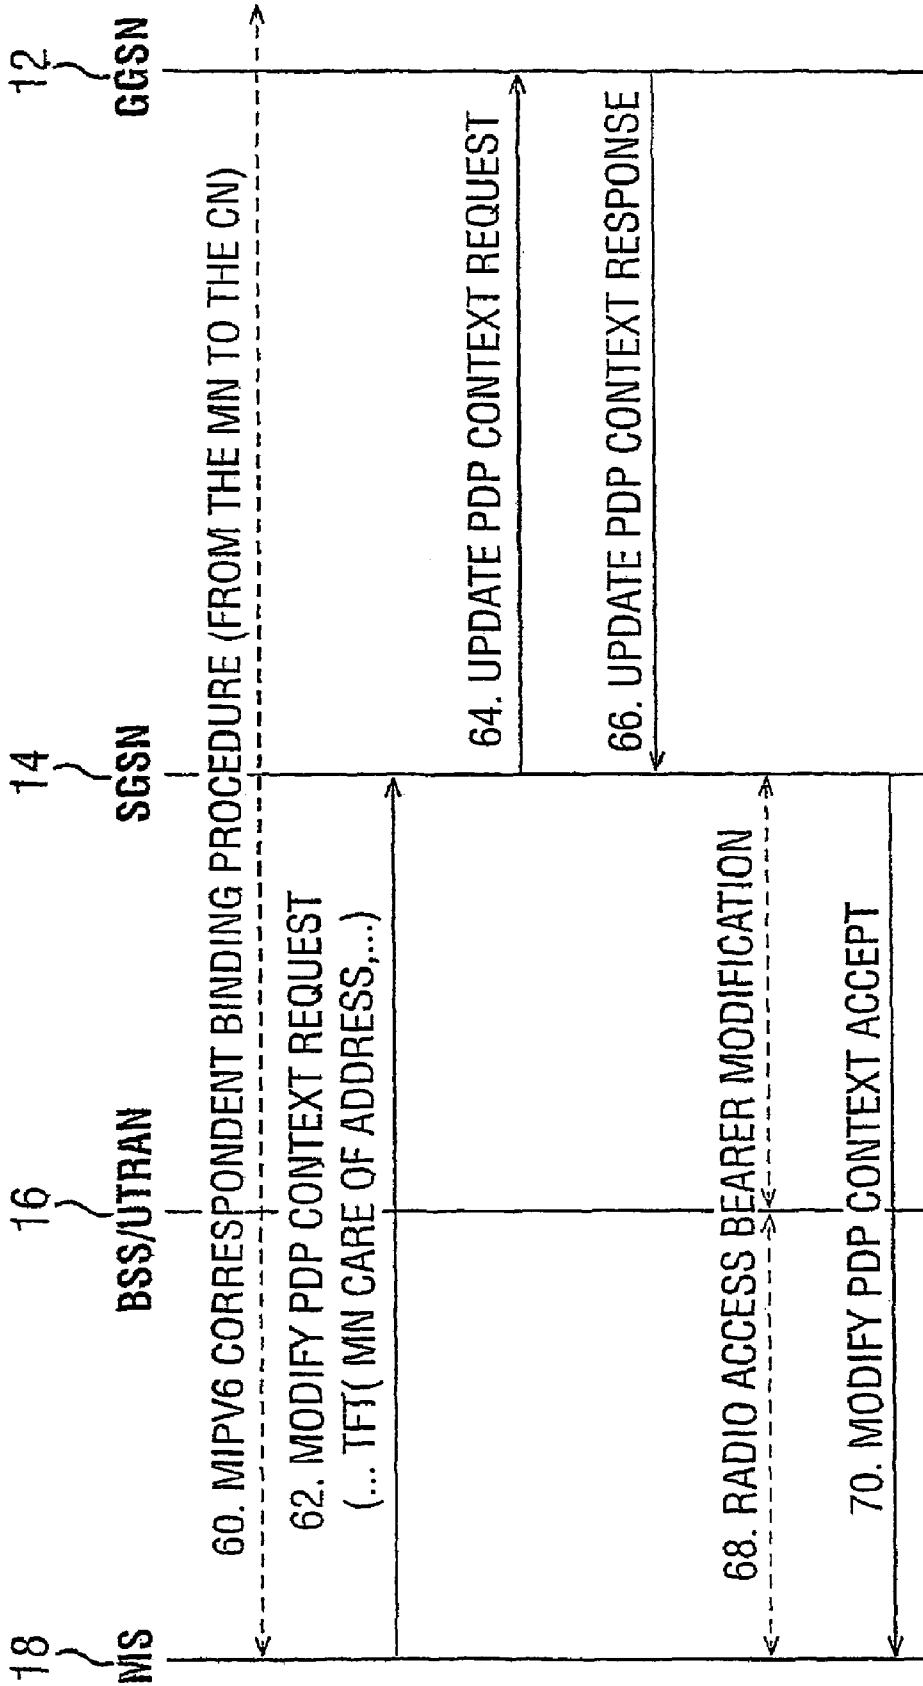 18
16
14
12
MS
BSS/UTRAN
SGSN
GGSN
60. MIPV6 CORRESPONDENT BINDING PROCEDURE (FROM THE MN TO THE CN)
62. MODIFY PDP CONTEXT REQUEST
(... TFT( MN CARE OF ADDRESS,...)
64. UPDATE PDP CONTEXT REQUEST
66. UPDATE PDP CONTEXT RESPONSE
68. RADIO ACCESS BEARER MODIFICATION
70. MODIFY PDP CONTEXT ACCEPT